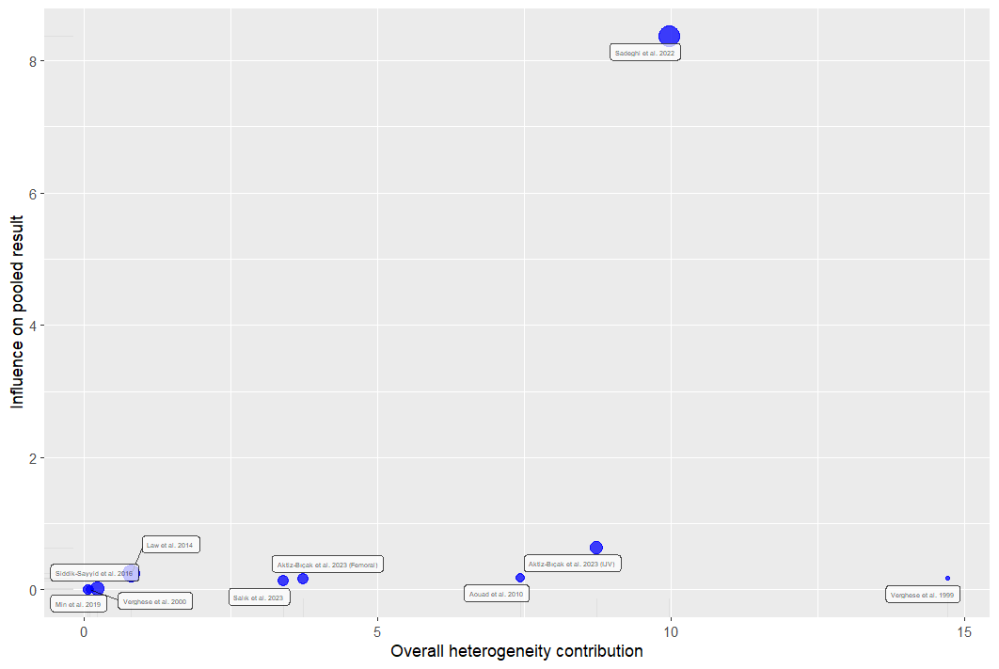 8
Sadeghi et al. 2022
6
Influence on pooled result
4
2
Law et al. 2014
Aktiz-Bıçak et al. 2023 (Femoral)
Aktiz-Bıçak et al. 2023 (IJV)
Siddik-Sayyid et al. 2016
0
Min et al. 2019
Verghese et al. 2000
Salık et al. 2023
Aouad et al. 2010
Verghese et al. 1999
0
5
10
15
Overall heterogeneity contribution